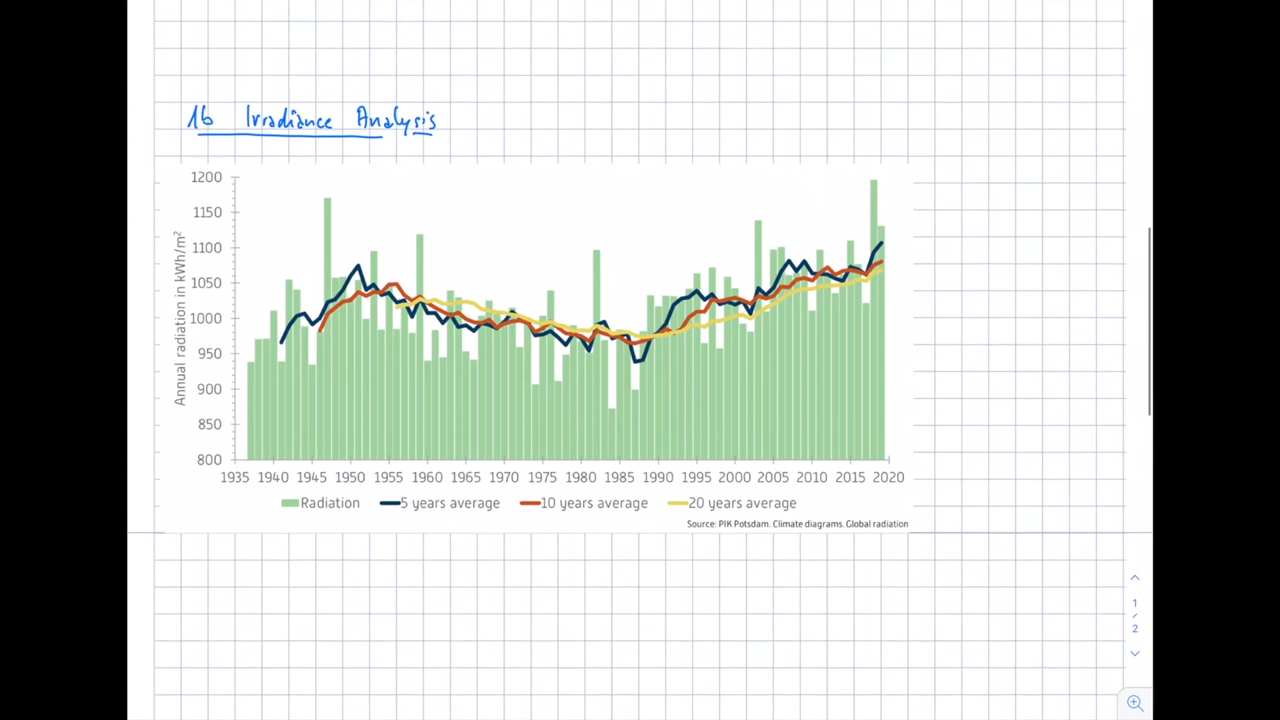 16 Irradiance Analysis
Annual radiation in kWh/m²
1200
1150
1100
1050
1000
950
900
850
800
1935 1940 1945 1950 1955 1960 1965 1970 1975 1980 1985 1990 1995 2000 2005 2010 2015 2020
Radiation 5 years average 10 years average 20 years average
Source: PIK Potsdam. Climate diagrams. Global radiation
1
/
2